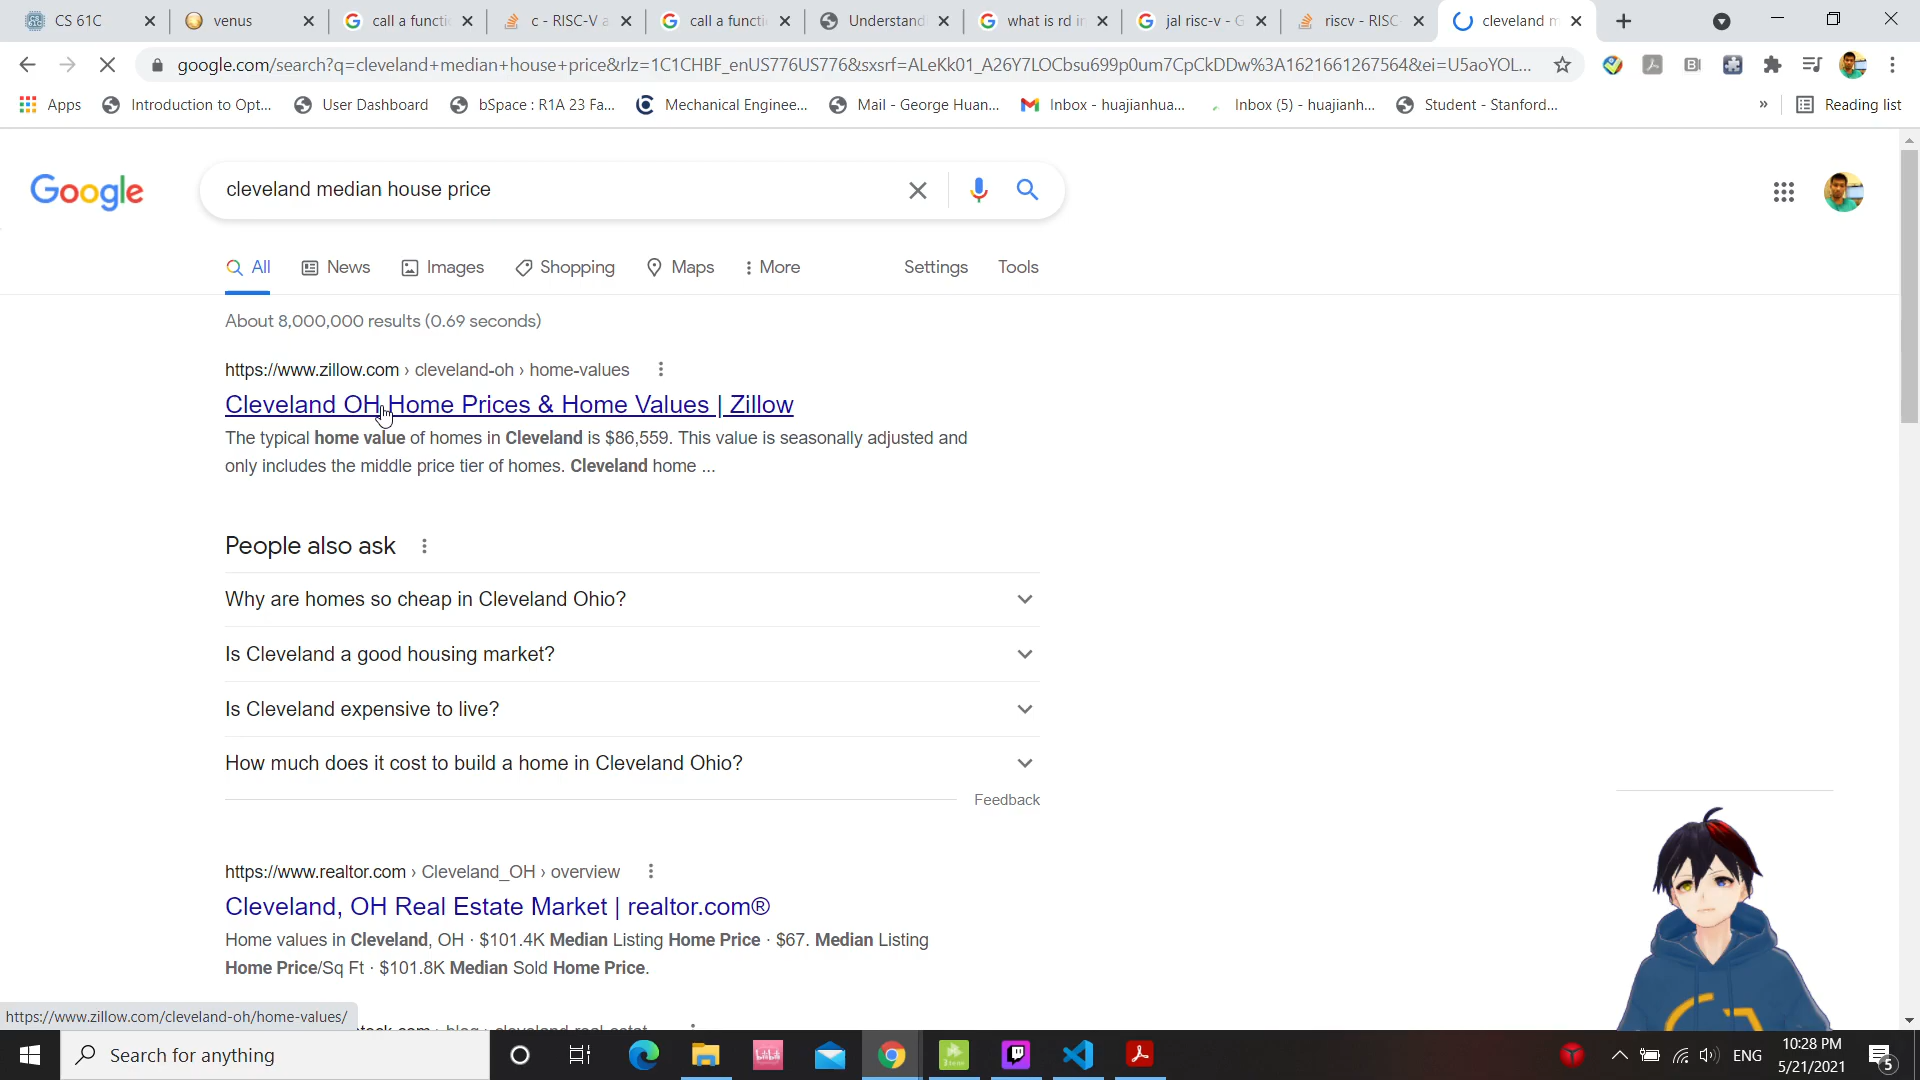 CS 61C
venus
call a functi
c - RISC-V a
call a functi
Understand
what is rd in
jal risc-v - G
riscv - RISC
cleveland m
google.com/search?q=cleveland+median+house+price&rlz=1C1CHBF_enUS776US776&sxsrf=ALeKk01_A26Y7LOCbsu699p0um7CpCkDDw%3A1621661267564&ei=U5aoYOL...
Apps
Introduction to Opt...
User Dashboard
bSpace : R1A 23 Fa...
Mechanical Enginee...
Mail - George Huan...
Inbox - huajianhua...
Inbox (5) - huajianh...
Student - Stanford...
»
Reading list
Google
cleveland median house price
All
News
Images
Shopping
Maps
More
Settings
Tools
About 8,000,000 results (0.69 seconds)
https://www.zillow.com › cleveland-oh › home-values
Cleveland OH Home Prices & Home Values | Zillow
The typical home value of homes in Cleveland is $86,559. This value is seasonally adjusted and
only includes the middle price tier of homes. Cleveland home ...
People also ask
Why are homes so cheap in Cleveland Ohio?
Is Cleveland a good housing market?
Is Cleveland expensive to live?
How much does it cost to build a home in Cleveland Ohio?
Feedback
https://www.realtor.com › Cleveland_OH › overview
Cleveland, OH Real Estate Market | realtor.com®
Home values in Cleveland, OH · $101.4K Median Listing Home Price · $67. Median Listing
Home Price/Sq Ft · $101.8K Median Sold Home Price.
https://www.zillow.com/cleveland-oh/home-values/
Search for anything
ENG
10:28 PM
5/21/2021
5